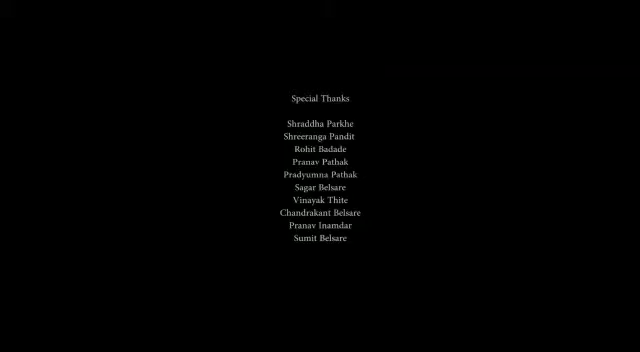 Special Thanks
Shraddha Parkhe
Shreeranga Pandit
Rohit Badade
Pranav Pathak
Pradyumna Pathak
Sagar Belsare
Vinayak Thite
Chandrakant Belsare
Pranav Inamdar
Sumit Belsare